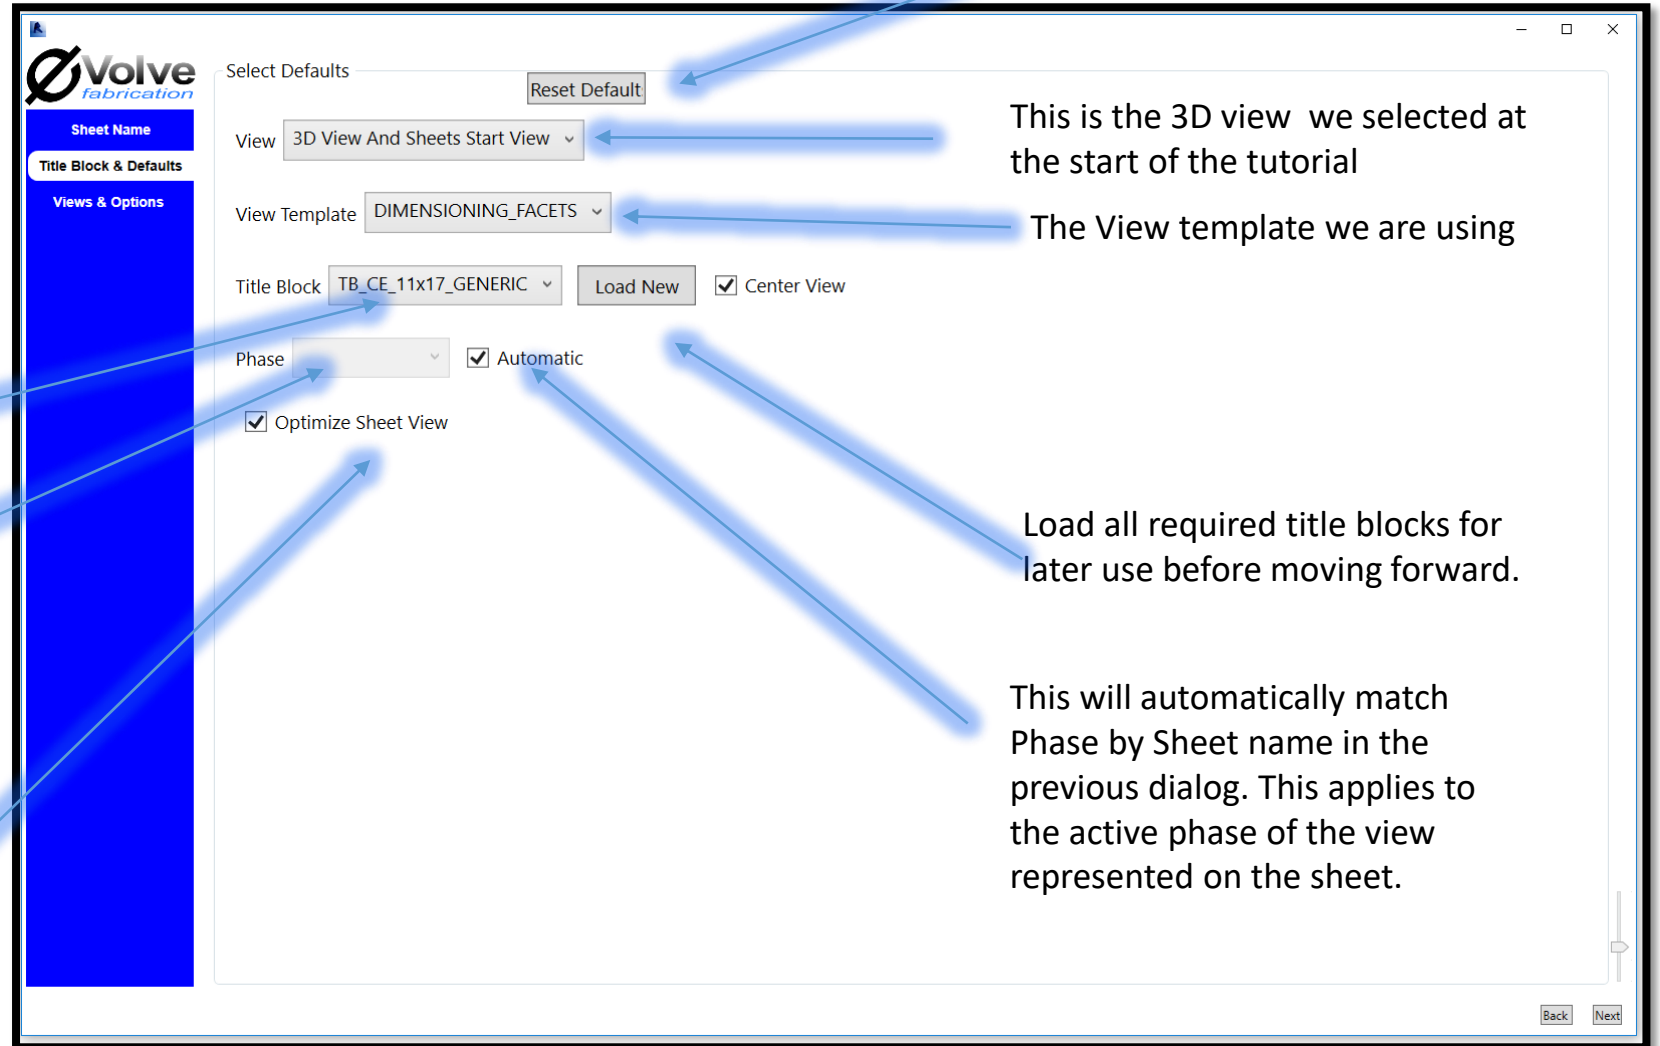 ØVolve
fabrication
Sheet Name
Title Block & Defaults
Views & Options
Select Defaults
Reset Default
View 3D View And Sheets Start View
View Template DIMENSIONING_FACETS
Title Block TB_CE_11x17_GENERIC Load New Center View
Phase Automatic
Optimize Sheet View
This is the 3D view we selected at
the start of the tutorial
The View template we are using
Load all required title blocks for
later use before moving forward.
This will automatically match
Phase by Sheet name in the
previous dialog. This applies to
the active phase of the view
represented on the sheet.
Back Next